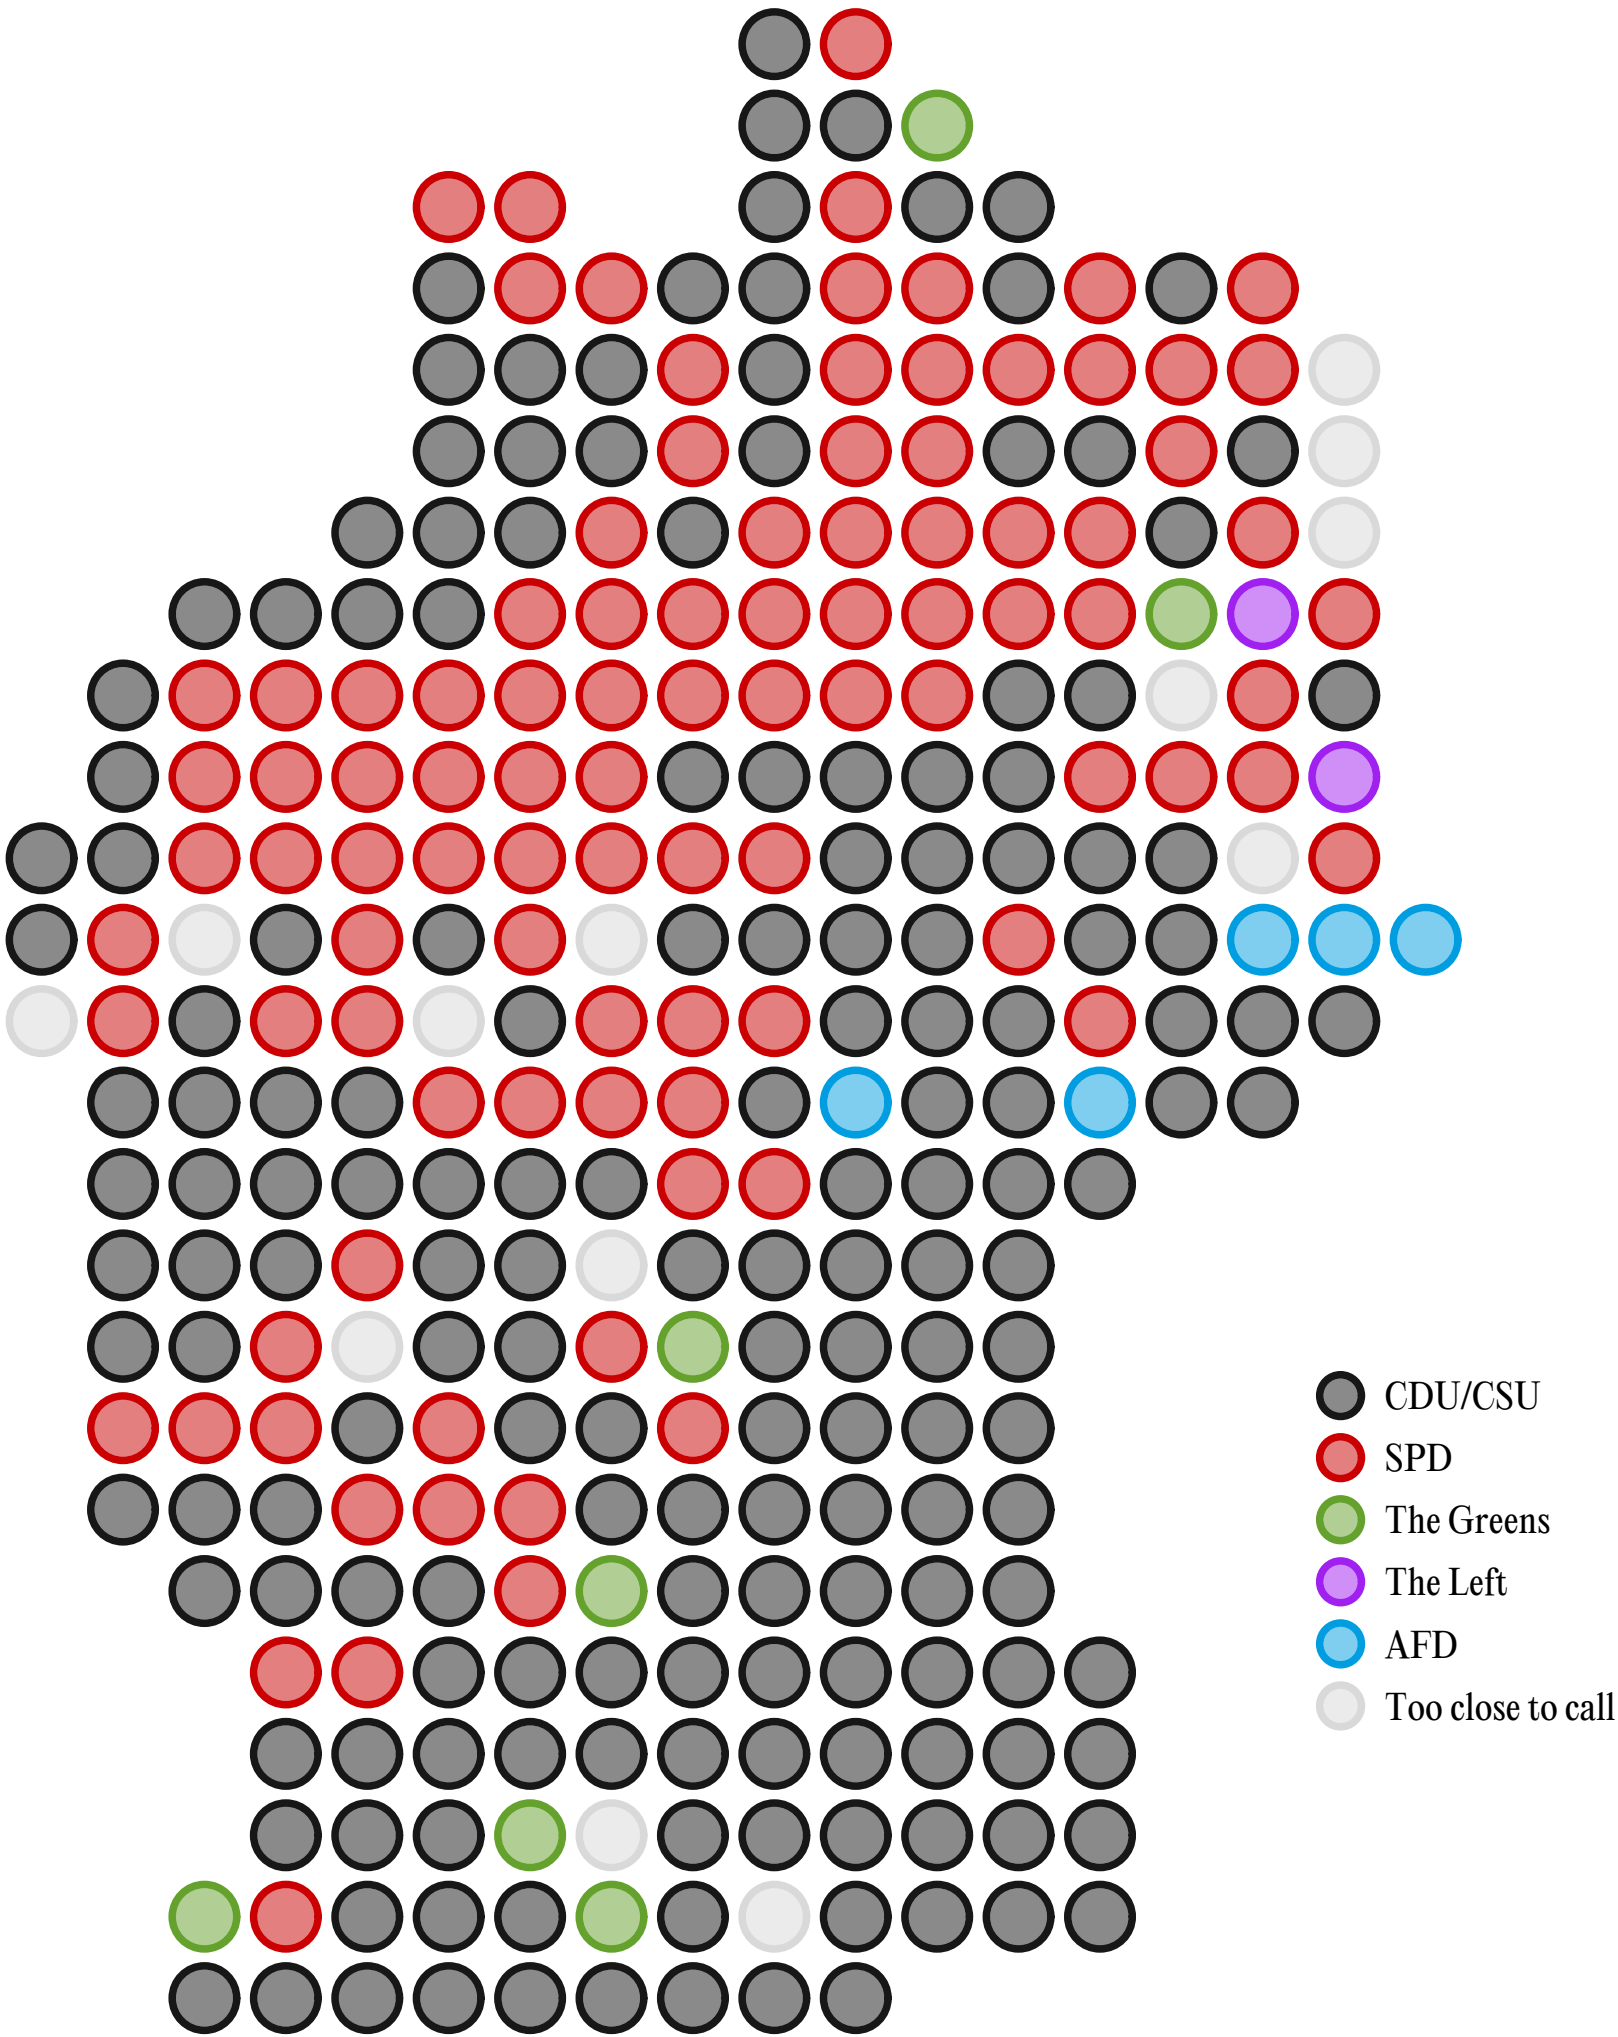 CDU/CSU
SPD
The Greens
The Left
AFD
Too close to call